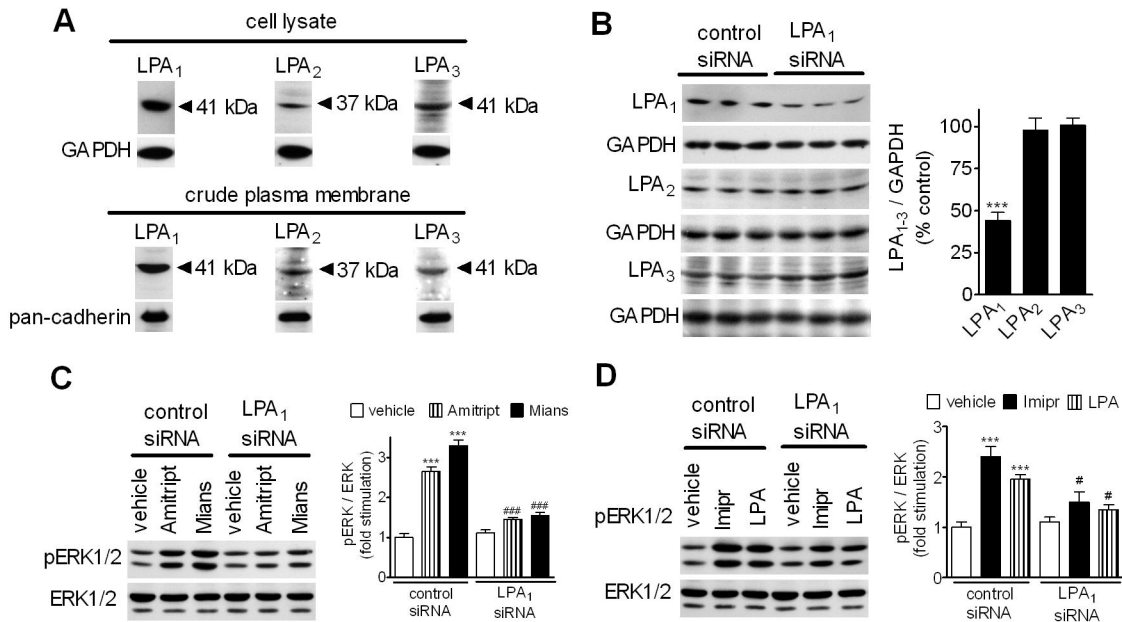 A
cell lysate
LPA1 LPA2 LPA3
41 kDa 37 kDa 41 kDa
GAPDH
crude plasma membrane
LPA1 LPA2 LPA3
41 kDa 37 kDa 41 kDa
pan-cadherin
B
control siRNA LPA1 siRNA
LPA1
GAPDH
LPA2
GAPDH
LPA3
GAPDH
LPA1-3 / GAPDH
(% control)
100
75
50
25
0
***
LPA1 LPA2 LPA3
C
control siRNA LPA1 siRNA
vehicle Amitript Mians vehicle Amitript Mians
pERK1/2
ERK1/2
vehicle Amitript Mians
pERK / ERK
(fold stimulation)
3
2
1
0
*** *** ### ###
control siRNA LPA1 siRNA
D
control siRNA LPA1 siRNA
vehicle Imipr LPA vehicle Imipr LPA
pERK1/2
ERK1/2
vehicle Imipr LPA
pERK / ERK
(fold stimulation)
3
2
1
0
*** *** # #
control siRNA LPA1 siRNA